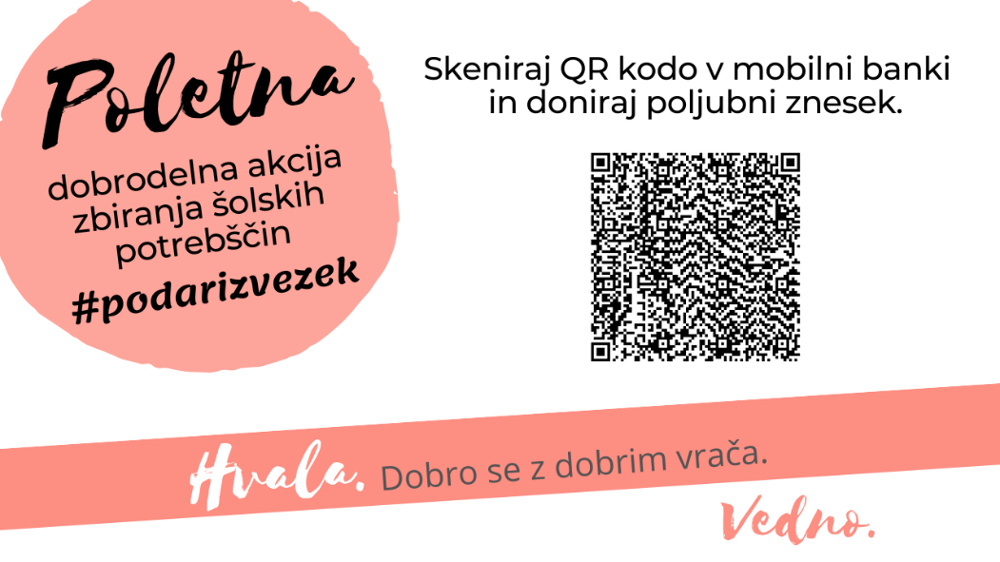 Poletna
dobrodelna akcija
zbiranja šolskih
potrebščin
#podarizvezek
Skeniraj QR kodo v mobilni banki
in doniraj poljubni znesek.
Hvala. Dobro se z dobrim vrača.
Vedno.